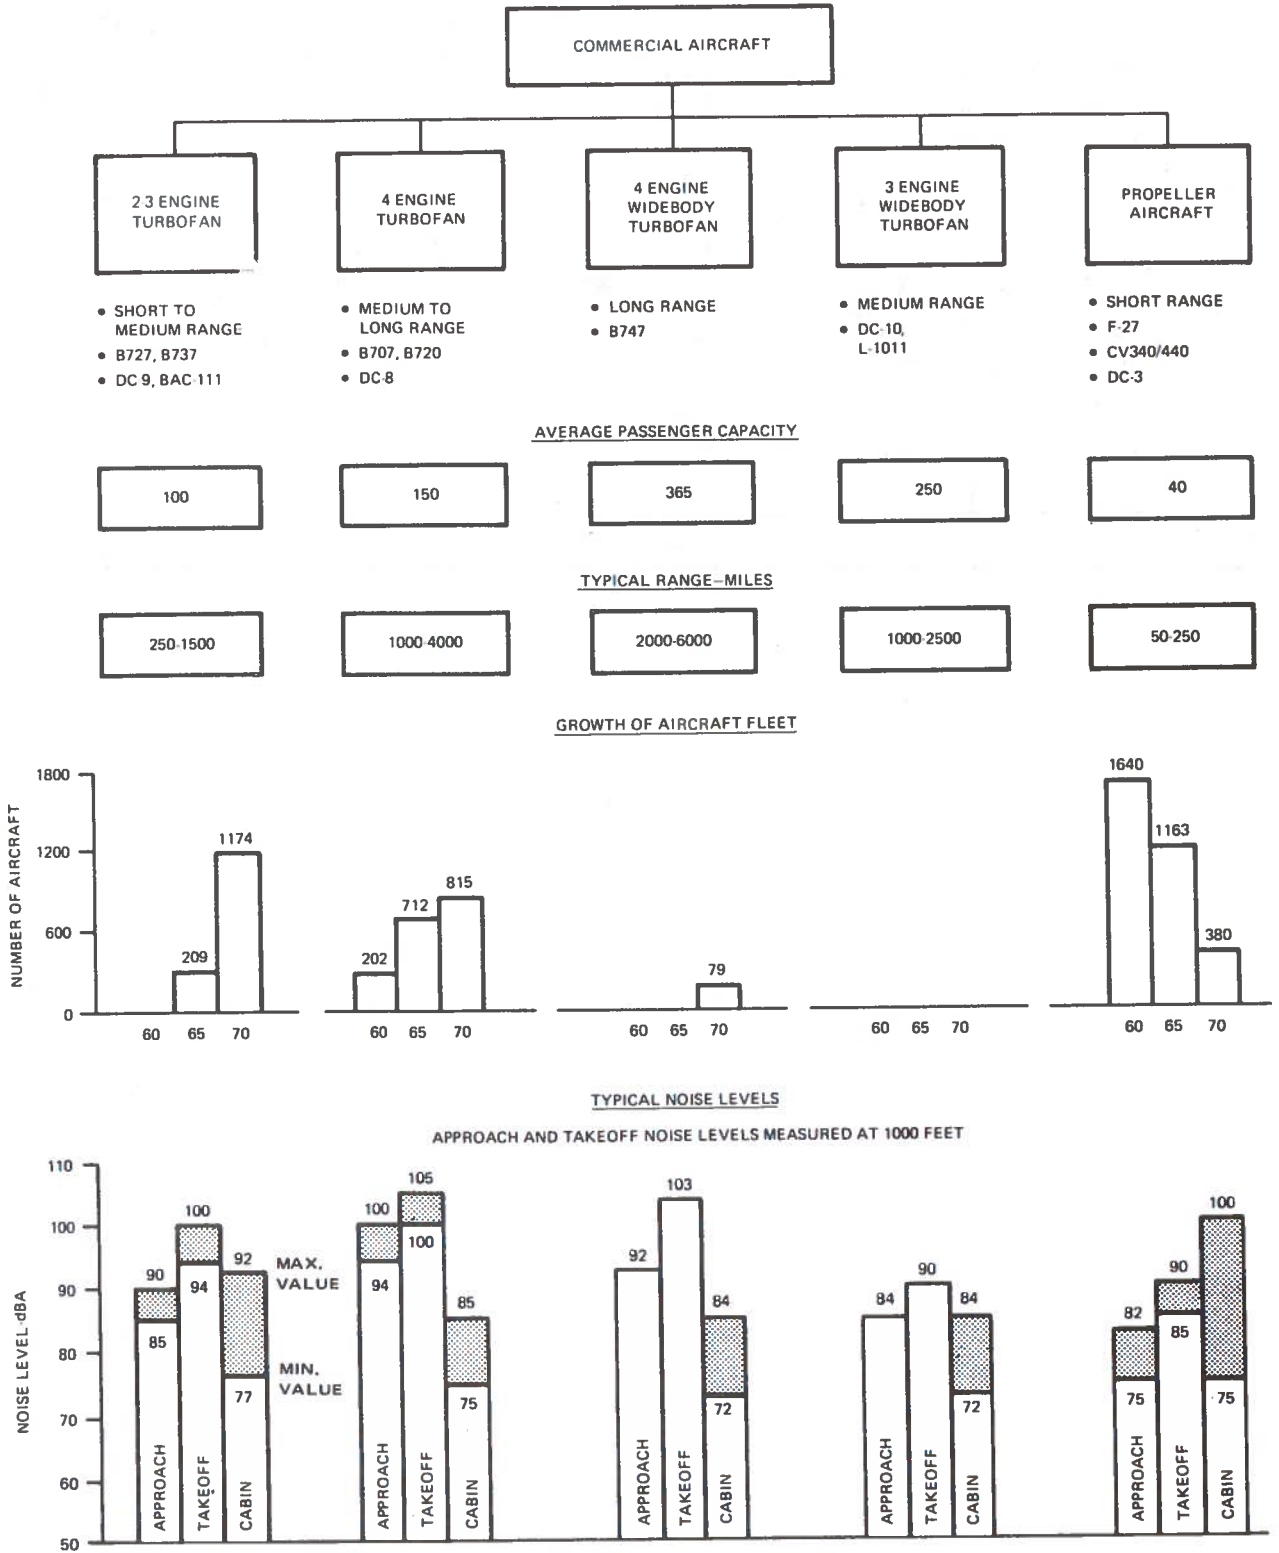 COMMERCIAL AIRCRAFT
2-3 ENGINE
TURBOFAN
4 ENGINE
TURBOFAN
4 ENGINE
WIDEBODY
TURBOFAN
3 ENGINE
WIDEBODY
TURBOFAN
PROPELLER
AIRCRAFT
• SHORT TO
MEDIUM RANGE
• B727, B737
• DC 9, BAC-111
• MEDIUM TO
LONG RANGE
• B707, B720
• DC-8
• LONG RANGE
• B747
• MEDIUM RANGE
• DC-10,
L-1011
• SHORT RANGE
• F-27
• CV340/440
• DC-3
AVERAGE PASSENGER CAPACITY
100 150 365 250 40
TYPICAL RANGE–MILES
250-1500 1000-4000 2000-6000 1000-2500 50-250
GROWTH OF AIRCRAFT FLEET
NUMBER OF AIRCRAFT
1800
1200
600
0
209 1174
60 65 70
202 712 815
60 65 70
79
60 65 70
60 65 70
1640 1163 380
60 65 70
TYPICAL NOISE LEVELS
APPROACH AND TAKEOFF NOISE LEVELS MEASURED AT 1000 FEET
NOISE LEVEL-dBA
110
100
90
80
70
60
50
90 100 92
85 94 77
APPROACH TAKEOFF CABIN
MAX.
VALUE
MIN.
VALUE
100 105 85
94 100 75
APPROACH TAKEOFF CABIN
92 103 84
72
APPROACH TAKEOFF CABIN
84 90 84
72
APPROACH TAKEOFF CABIN
82 90 100
75 85 75
APPROACH TAKEOFF CABIN